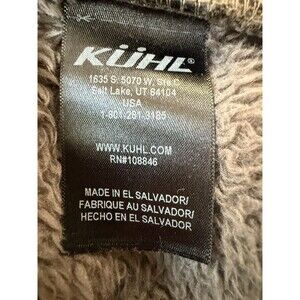 KÜHL
1635 S. 5070 W. Ste C
Salt Lake, UT 84104
USA
1-801-281-3185
WWW.KUHL.COM
RN#108846
MADE IN EL SALVADOR/
FABRIQUE AU SALVADOR/
HECHO EN EL SALVADOR